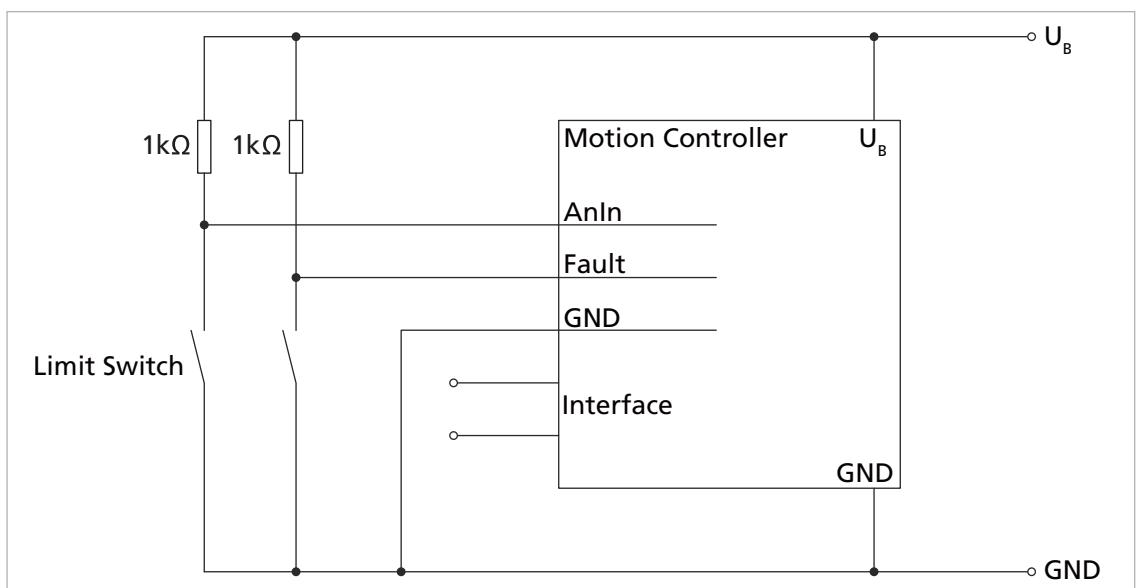 U_B
1kΩ 1kΩ
Motion Controller U_B
AnIn
Fault
GND
Limit Switch
Interface
GND
GND